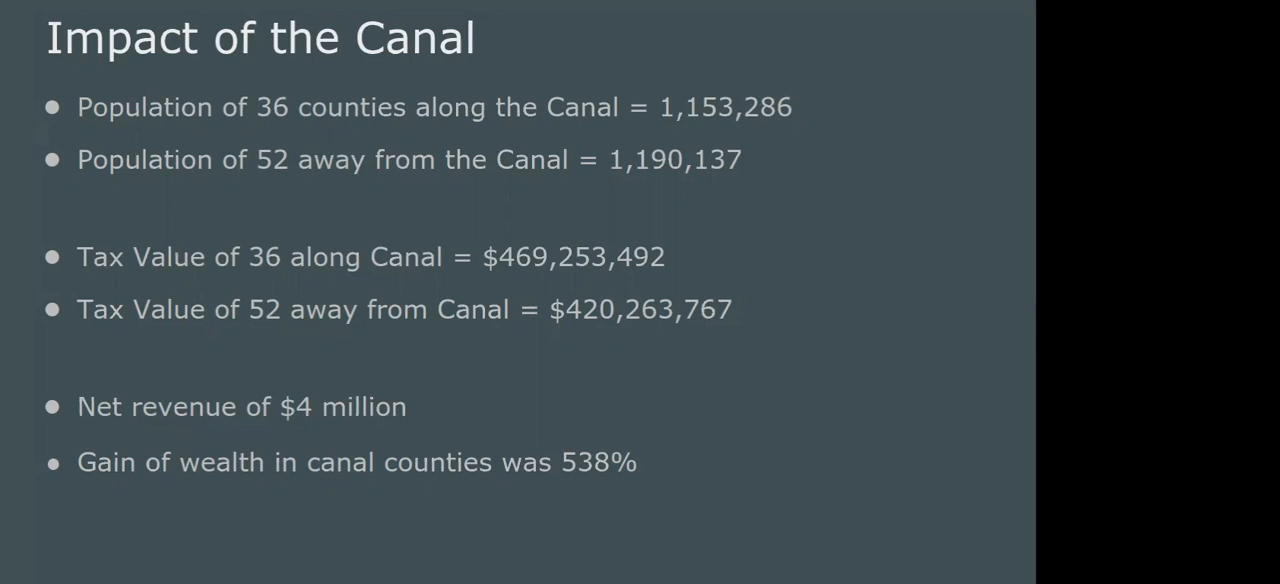 Impact of the Canal
● Population of 36 counties along the Canal = 1,153,286
● Population of 52 away from the Canal = 1,190,137
● Tax Value of 36 along Canal = $469,253,492
● Tax Value of 52 away from Canal = $420,263,767
● Net revenue of $4 million
● Gain of wealth in canal counties was 538%